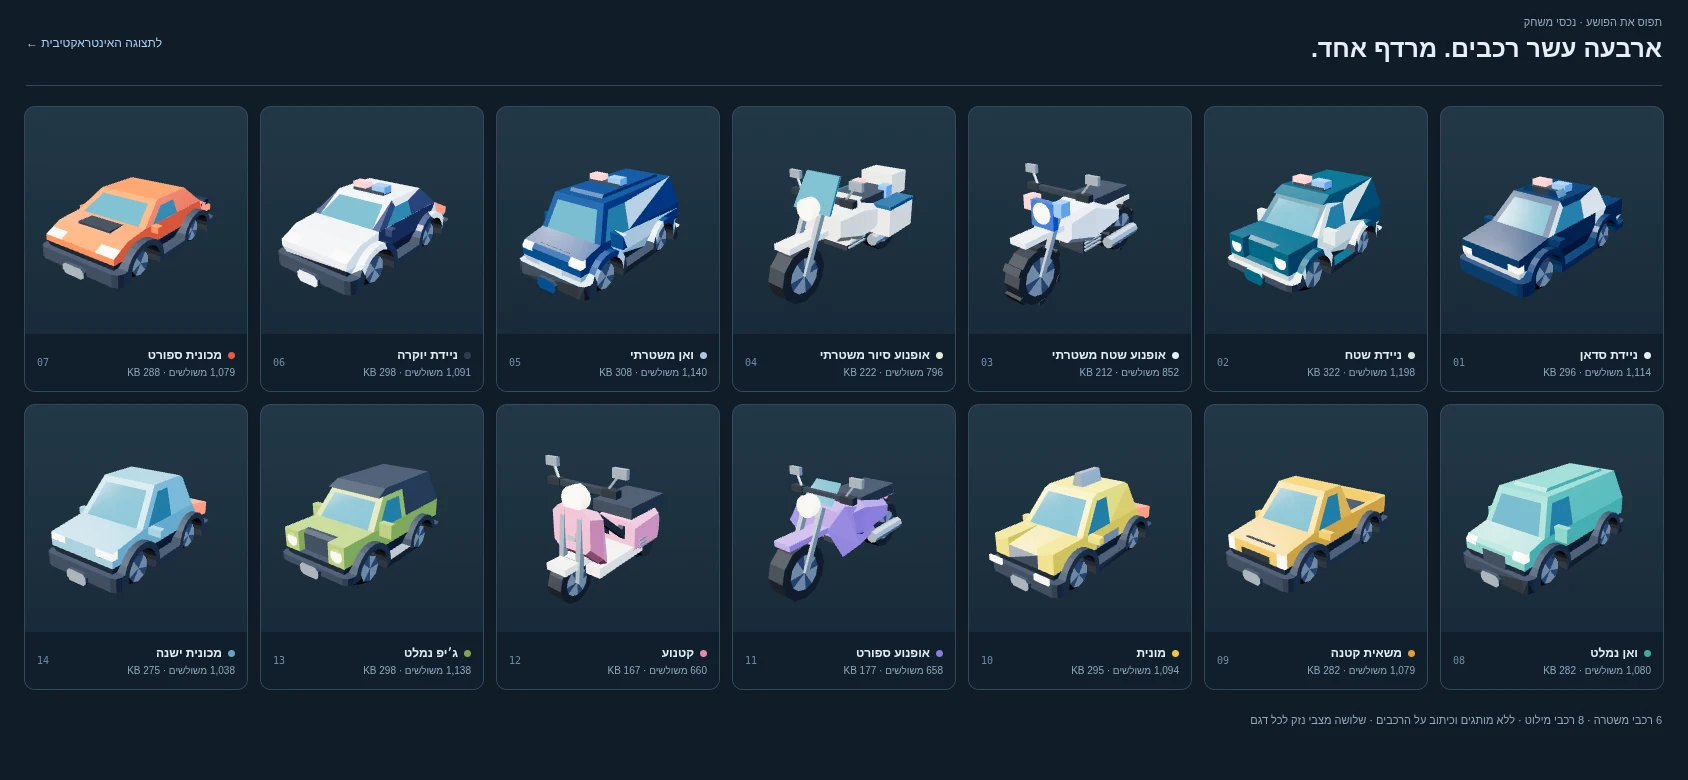 תפוס את הפושע · נכסי משחק
ארבעה עשר רכבים. מרדף אחד.
לתצוגה האינטראקטיבית ←
ניידת סדאן
1,114 משולשים · 296 KB
01
ניידת שטח
1,198 משולשים · 322 KB
02
אופנוע שטח משטרתי
852 משולשים · 212 KB
03
אופנוע סיור משטרתי
796 משולשים · 222 KB
04
ואן משטרתי
1,140 משולשים · 308 KB
05
ניידת יוקרה
1,091 משולשים · 298 KB
06
מכונית ספורט
1,079 משולשים · 288 KB
07
ואן נמלט
1,080 משולשים · 282 KB
08
משאית קטנה
1,079 משולשים · 282 KB
09
מונית
1,094 משולשים · 295 KB
10
אופנוע ספורט
658 משולשים · 177 KB
11
קטנוע
660 משולשים · 167 KB
12
ג׳יפ נמלט
1,138 משולשים · 298 KB
13
מכונית ישנה
1,038 משולשים · 275 KB
14
6 רכבי משטרה · 8 רכבי מילוט · ללא מותגים וכיתוב על הרכבים · שלושה מצבי נזק לכל דגם